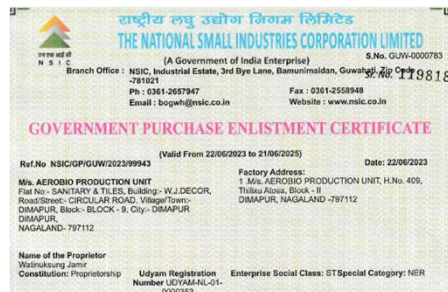 राष्ट्रीय लघु उद्योग निगम लिमिटेड
THE NATIONAL SMALL INDUSTRIES CORPORATION LIMITED
N S I C
(A Government of India Enterprise)
S.No. GUW-0000783
Branch Office : NSIC, Industrial Estate, 3rd Bye Lane, Bamunimaidan, Guwahati, Zip Code
-781021
Sr. No. 119818
Ph : 0361-2657947 Fax : 0361-2558948
Email : bogwh@nsic.co.in Website : www.nsic.co.in
GOVERNMENT PURCHASE ENLISTMENT CERTIFICATE
(Valid From 22/06/2023 to 21/06/2025)
Ref.No NSIC/GP/GUW/2023/99943 Date: 22/06/2023
M/s. AEROBIO PRODUCTION UNIT
Flat No:- SANITARY & TILES, Building:- W.J.DECOR,
Road/Street:- CIRCULAR ROAD, Village/Town:-
DIMAPUR, Block:- BLOCK - 9, City:- DIMAPUR
DIMAPUR,
NAGALAND- 797112
Factory Address:
1 .M/s. AEROBIO PRODUCTION UNIT, H.No. 409,
Thilixu Atosa, Block - II
DIMAPUR, NAGALAND -797112
Name of the Proprietor
Watinuksung Jamir
Constitution: Proprietorship Udyam Registration Enterprise Social Class: ST Special Category: NER
Number UDYAM-NL-01-
0000353